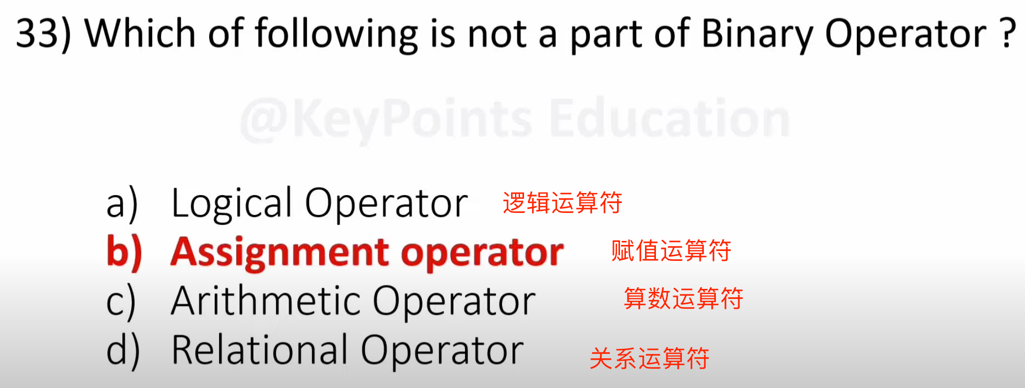 33) Which of following is not a part of Binary Operator ?
@KeyPoints Education
a) Logical Operator 逻辑运算符
b) Assignment operator 赋值运算符
c) Arithmetic Operator 算数运算符
d) Relational Operator 关系运算符